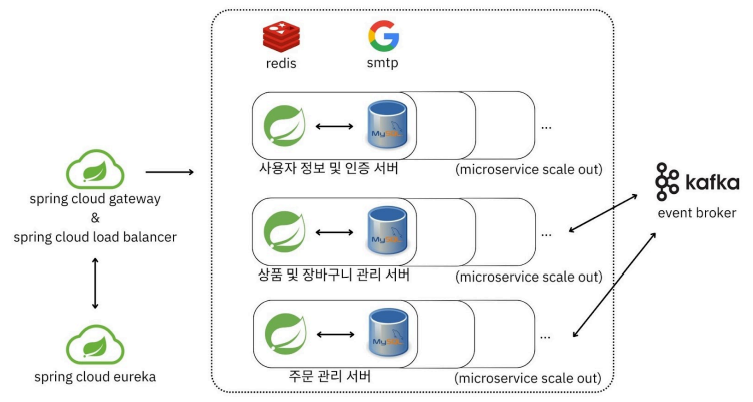 redis
smtp
MySQL
...
사용자 정보 및 인증 서버
(microservice scale out)
spring cloud gateway
&
spring cloud load balancer
kafka
event broker
MySQL
...
상품 및 장바구니 관리 서버
(microservice scale out)
MySQL
...
spring cloud eureka
주문 관리 서버
(microservice scale out)